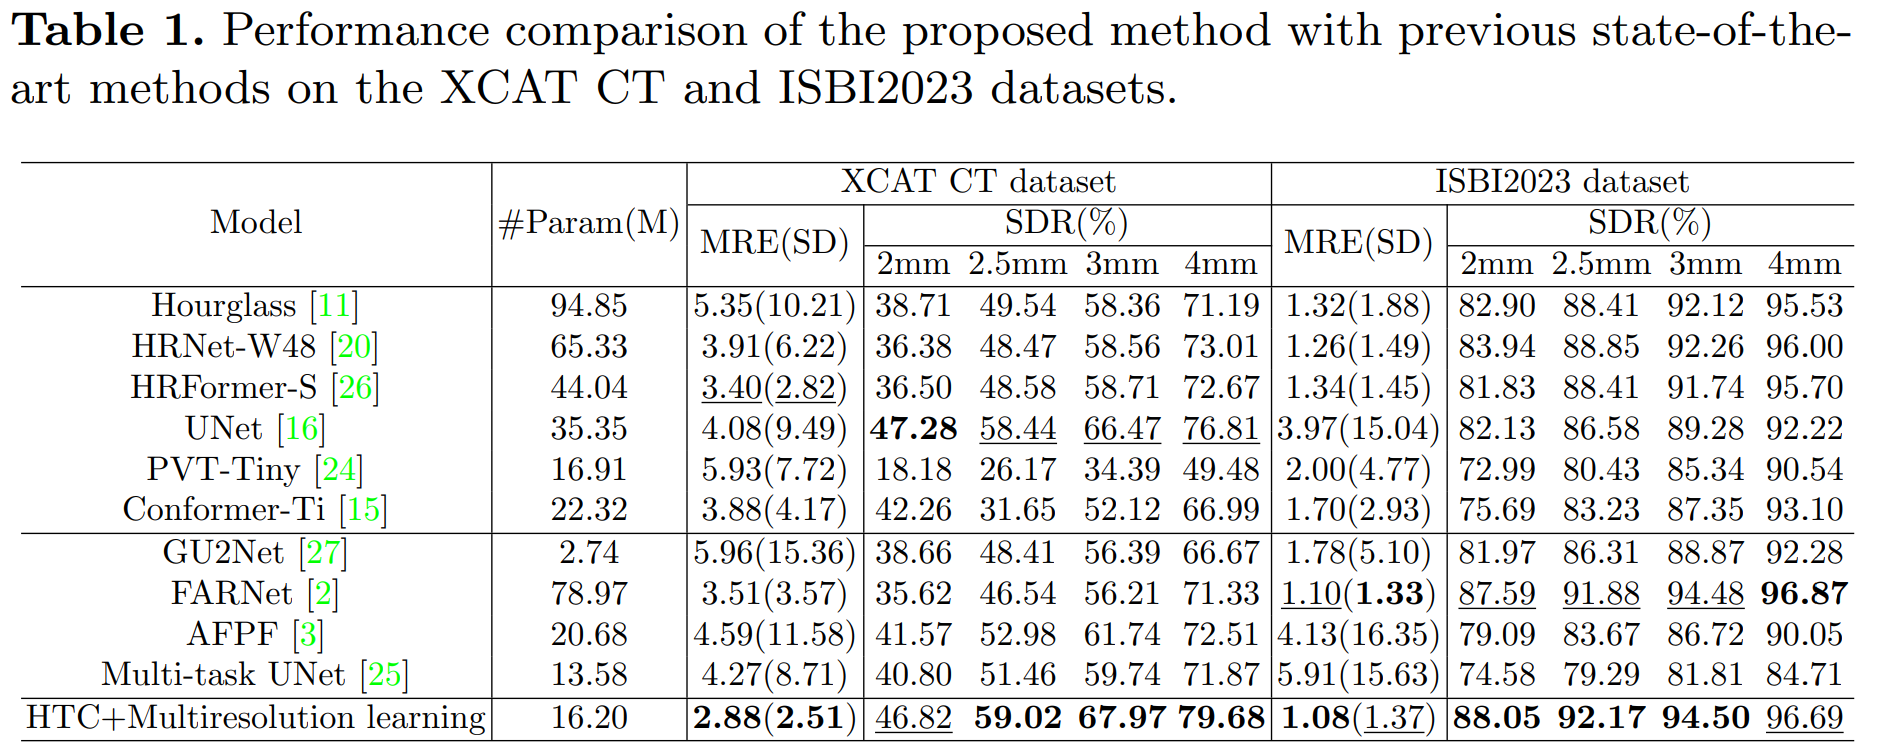 Table 1. Performance comparison of the proposed method with previous state-of-the-
art methods on the XCAT CT and ISBI2023 datasets.
Model #Param(M) XCAT CT dataset ISBI2023 dataset
MRE(SD) SDR(%) MRE(SD) SDR(%)
2mm 2.5mm 3mm 4mm 2mm 2.5mm 3mm 4mm
Hourglass [11] 94.85 5.35(10.21) 38.71 49.54 58.36 71.19 1.32(1.88) 82.90 88.41 92.12 95.53
HRNet-W48 [20] 65.33 3.91(6.22) 36.38 48.47 58.56 73.01 1.26(1.49) 83.94 88.85 92.26 96.00
HRFormer-S [26] 44.04 3.40(2.82) 36.50 48.58 58.71 72.67 1.34(1.45) 81.83 88.41 91.74 95.70
UNet [16] 35.35 4.08(9.49) 47.28 58.44 66.47 76.81 3.97(15.04) 82.13 86.58 89.28 92.22
PVT-Tiny [24] 16.91 5.93(7.72) 18.18 26.17 34.39 49.48 2.00(4.77) 72.99 80.43 85.34 90.54
Conformer-Ti [15] 22.32 3.88(4.17) 42.26 31.65 52.12 66.99 1.70(2.93) 75.69 83.23 87.35 93.10
GU2Net [27] 2.74 5.96(15.36) 38.66 48.41 56.39 66.67 1.78(5.10) 81.97 86.31 88.87 92.28
FARNet [2] 78.97 3.51(3.57) 35.62 46.54 56.21 71.33 1.10(1.33) 87.59 91.88 94.48 96.87
AFPF [3] 20.68 4.59(11.58) 41.57 52.98 61.74 72.51 4.13(16.35) 79.09 83.67 86.72 90.05
Multi-task UNet [25] 13.58 4.27(8.71) 40.80 51.46 59.74 71.87 5.91(15.63) 74.58 79.29 81.81 84.71
HTC+Multiresolution learning 16.20 2.88(2.51) 46.82 59.02 67.97 79.68 1.08(1.37) 88.05 92.17 94.50 96.69